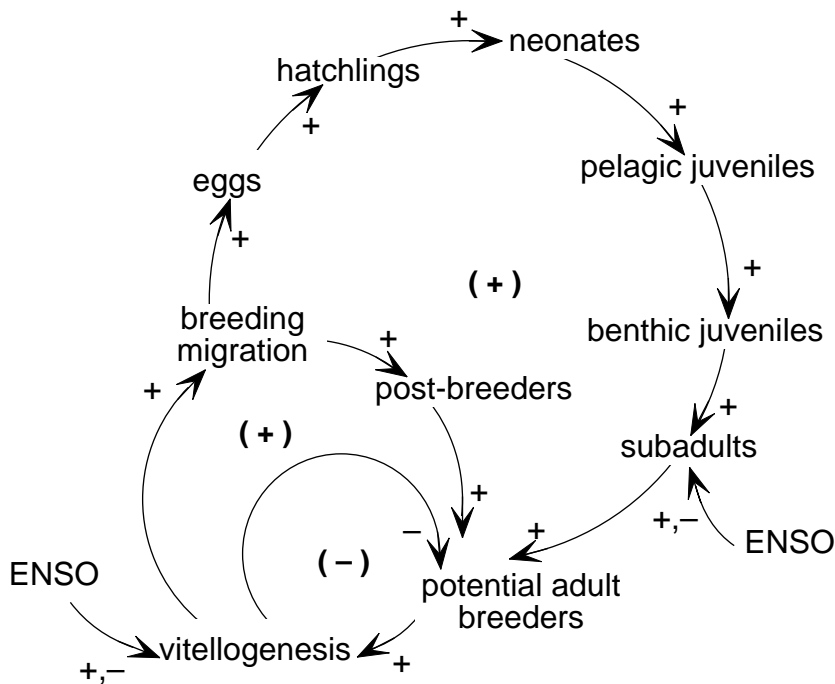 +
neonates
hatchlings
+
+
eggs
pelagic juveniles
+
+
(+)
breeding
migration
benthic juveniles
+
+
post-breeders
+
(+)
subadults
+
+,–
+
–
ENSO
(–)
ENSO
potential adult
breeders
vitellogenesis
+
+,–